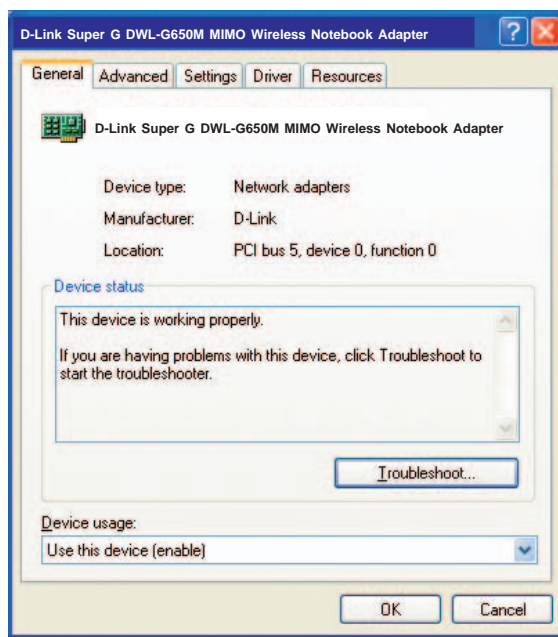 D-Link Super G DWL-G650M MIMO Wireless Notebook Adapter
General Advanced Settings Driver Resources
D-Link Super G DWL-G650M MIMO Wireless Notebook Adapter
Device type: Network adapters
Manufacturer: D-Link
Location: PCI bus 5, device 0, function 0
Device status
This device is working properly.
If you are having problems with this device, click Troubleshoot to
start the troubleshooter.
Troubleshoot...
Device usage:
Use this device (enable)
OK Cancel